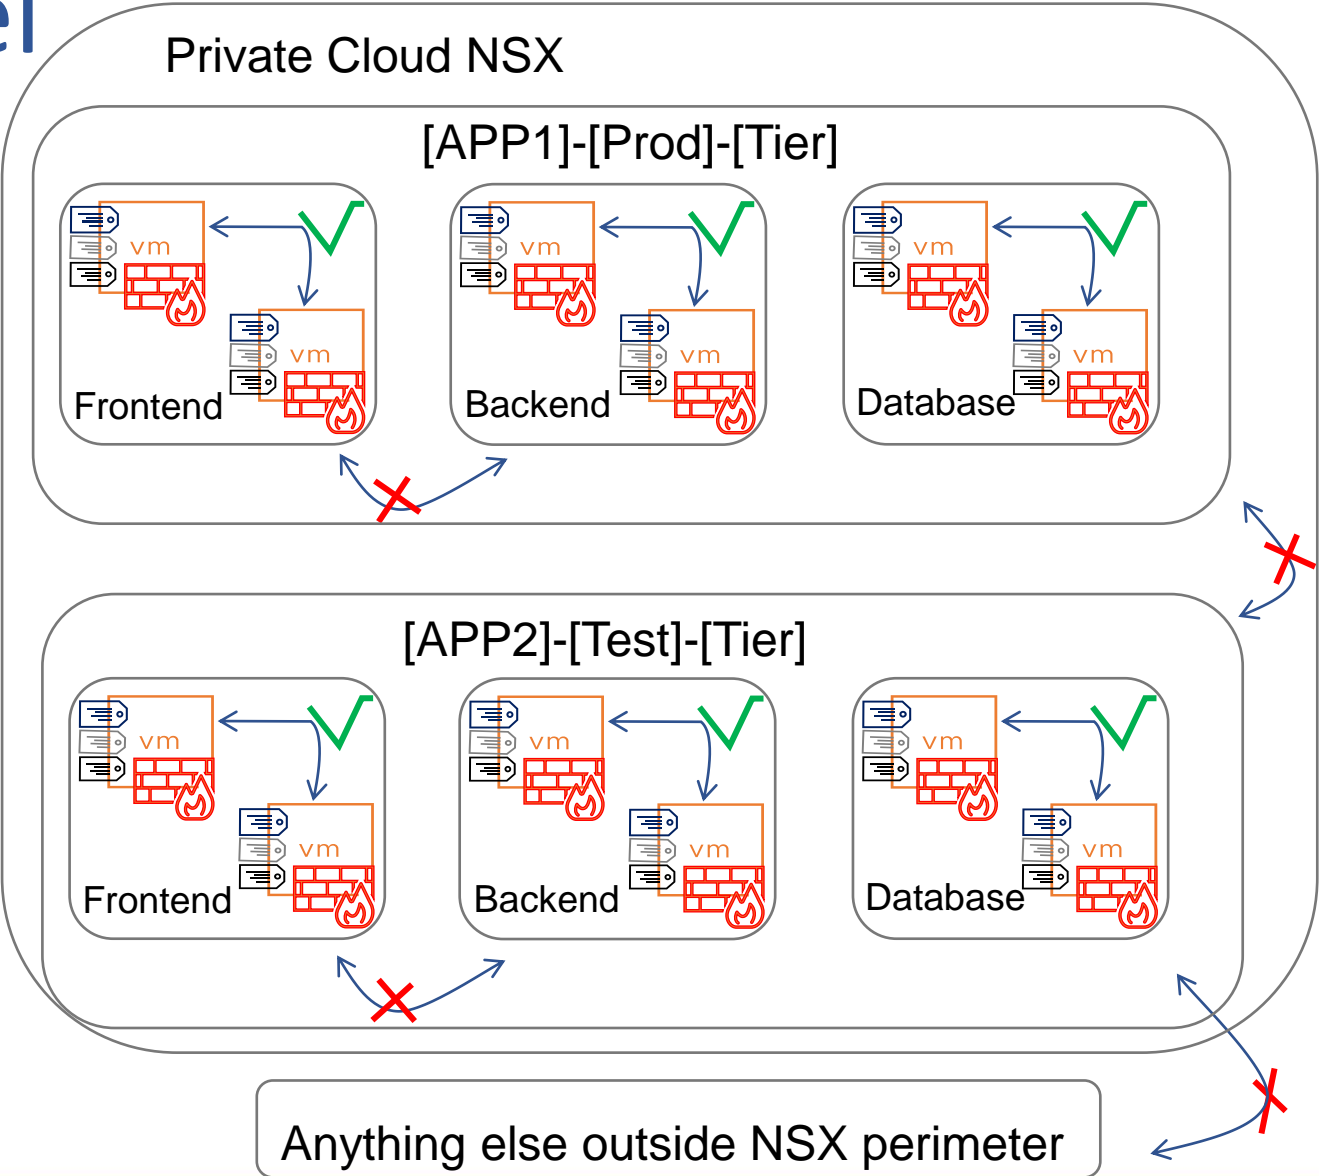 el
Private Cloud NSX
[APP1]-[Prod]-[Tier]
vm
vm
Frontend
vm
vm
Backend
vm
vm
Database
[APP2]-[Test]-[Tier]
vm
vm
Frontend
vm
vm
Backend
vm
vm
Database
Anything else outside NSX perimeter